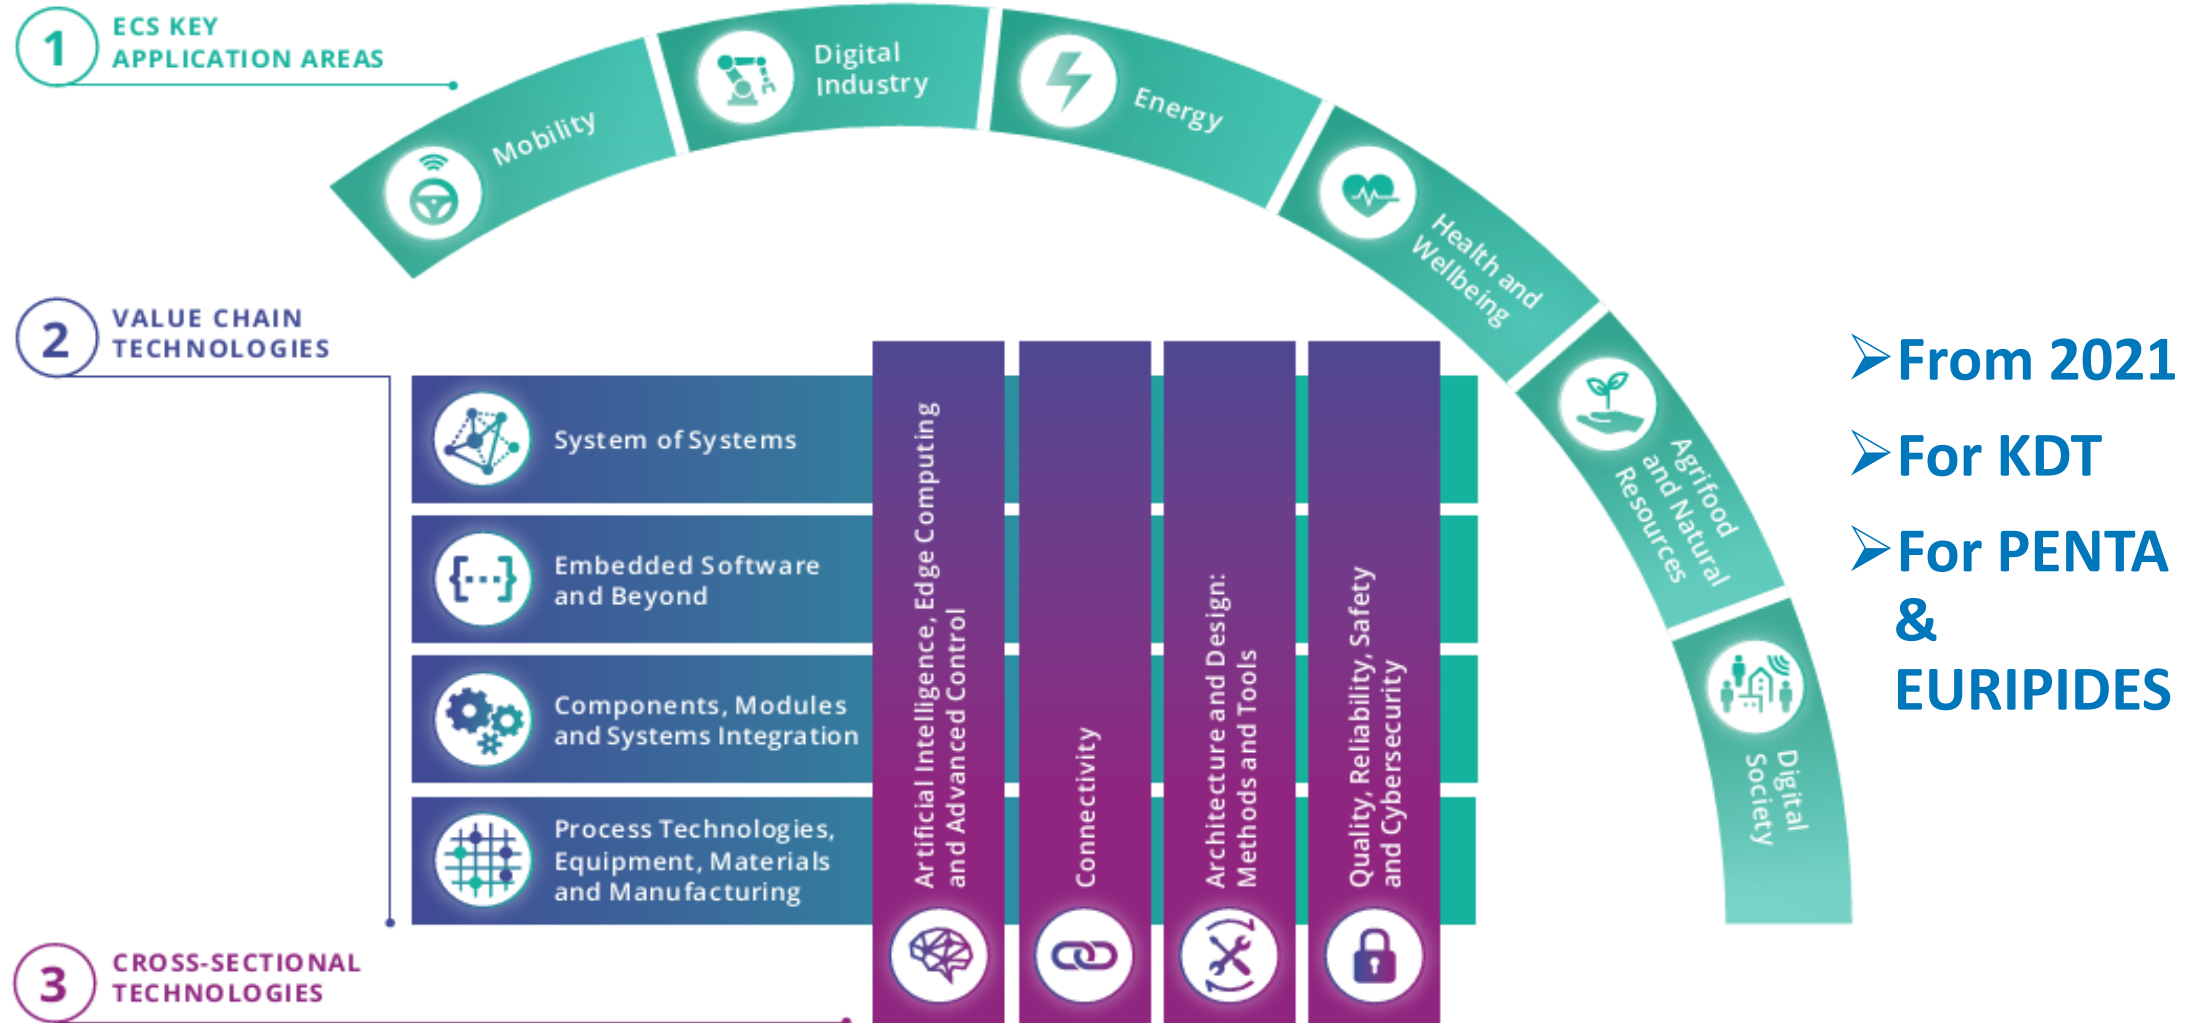 1
ECS KEY
APPLICATION AREAS
Mobility
Digital
Industry
Energy
Health and
Wellbeing
Agrifood
and Natural
Resources
Digital
Society
2
VALUE CHAIN
TECHNOLOGIES
System of Systems
Embedded Software
and Beyond
Components, Modules
and Systems Integration
Process Technologies,
Equipment, Materials
and Manufacturing
3
CROSS-SECTIONAL
TECHNOLOGIES
Artificial Intelligence, Edge Computing
and Advanced Control
Connectivity
Architecture and Design:
Methods and Tools
Quality, Reliability, Safety
and Cybersecurity
➢From 2021
➢For KDT
➢For PENTA
&
EURIPIDES